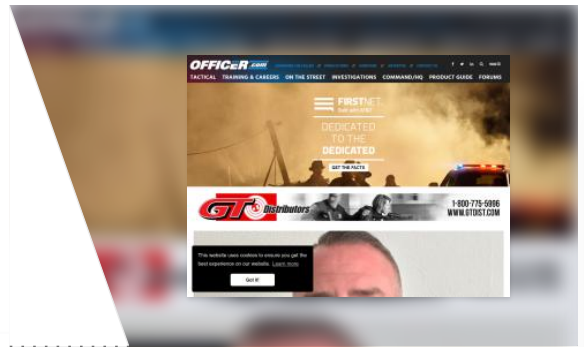 OFFICER.com
TACTICAL TRAINING & CAREERS ON THE STREET INVESTIGATIONS COMMAND/HQ PRODUCT GUIDE FORUMS
FIRSTNET
DEDICATED
TO THE
DEDICATED
GET THE FACTS
GT Distributors
1-800-775-5996
WWW.GTDIST.COM
This website uses cookies to ensure you get the
best experience on our website. Learn more
Got it!